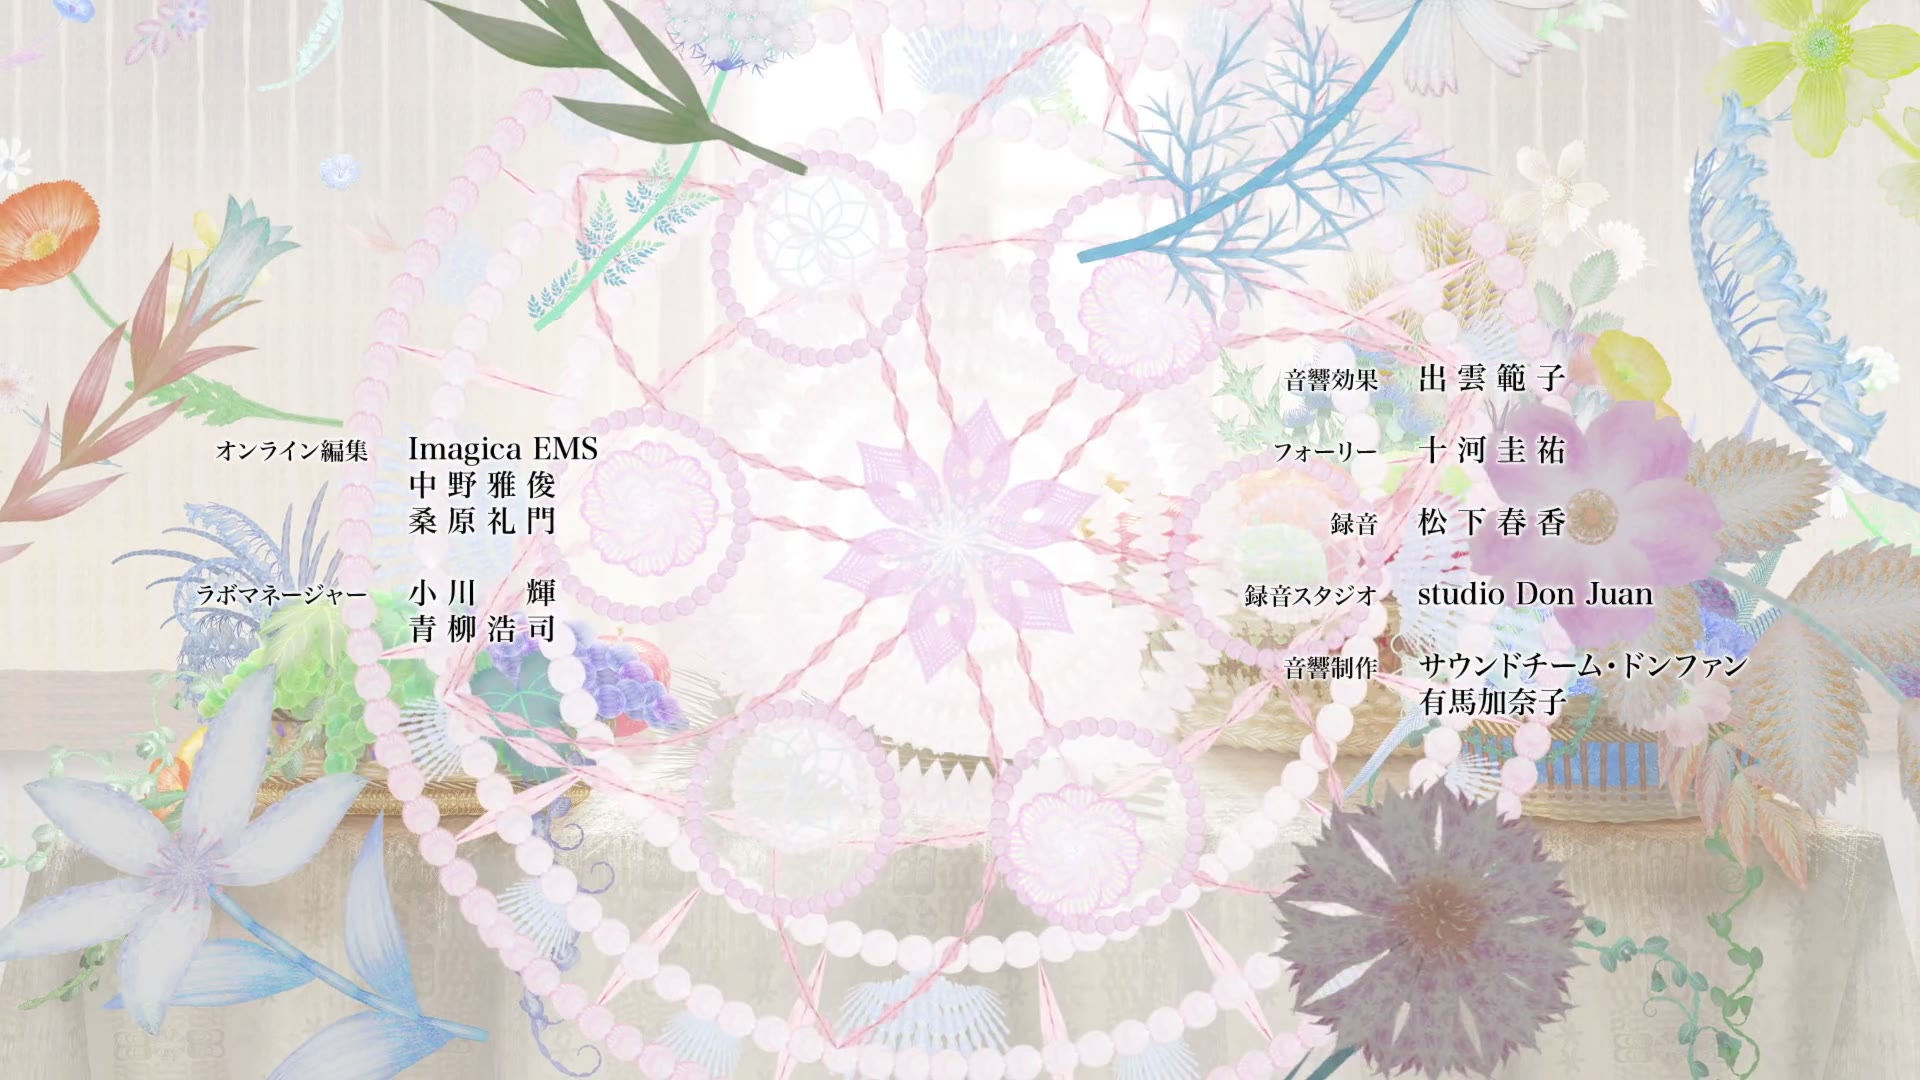 オンライン編集 Imagica EMS
中野雅俊
桑原礼門
ラボマネージャー 小川 輝
青柳浩司
音響効果 出雲範子
フォーリー 十河圭祐
録音 松下春香
録音スタジオ studio Don Juan
音響制作 サウンドチーム・ドンファン
有馬加奈子